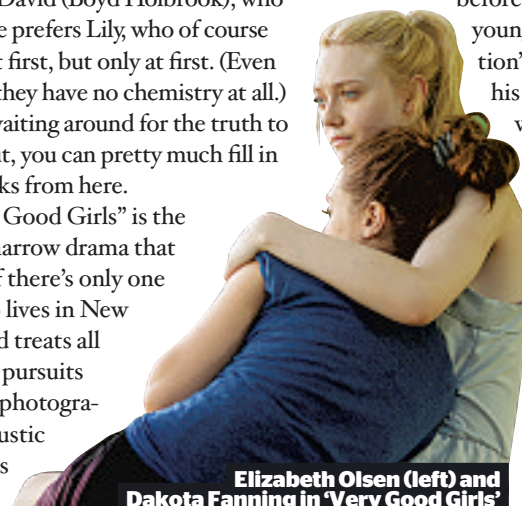 David (Boyd Holbrook), who
e prefers Lily, who of course
t first, but only at first. (Even
they have no chemistry at all.)
waiting around for the truth to
t, you can pretty much fill in
ks from here.
Good Girls” is the
narrow drama that
f there’s only one
lives in New
d treats all
pursuits
photogra-
ustic
s
before
youn
tion’
his
w
Elizabeth Olsen (left) and
Dakota Fanning in ‘Very Good Girls’